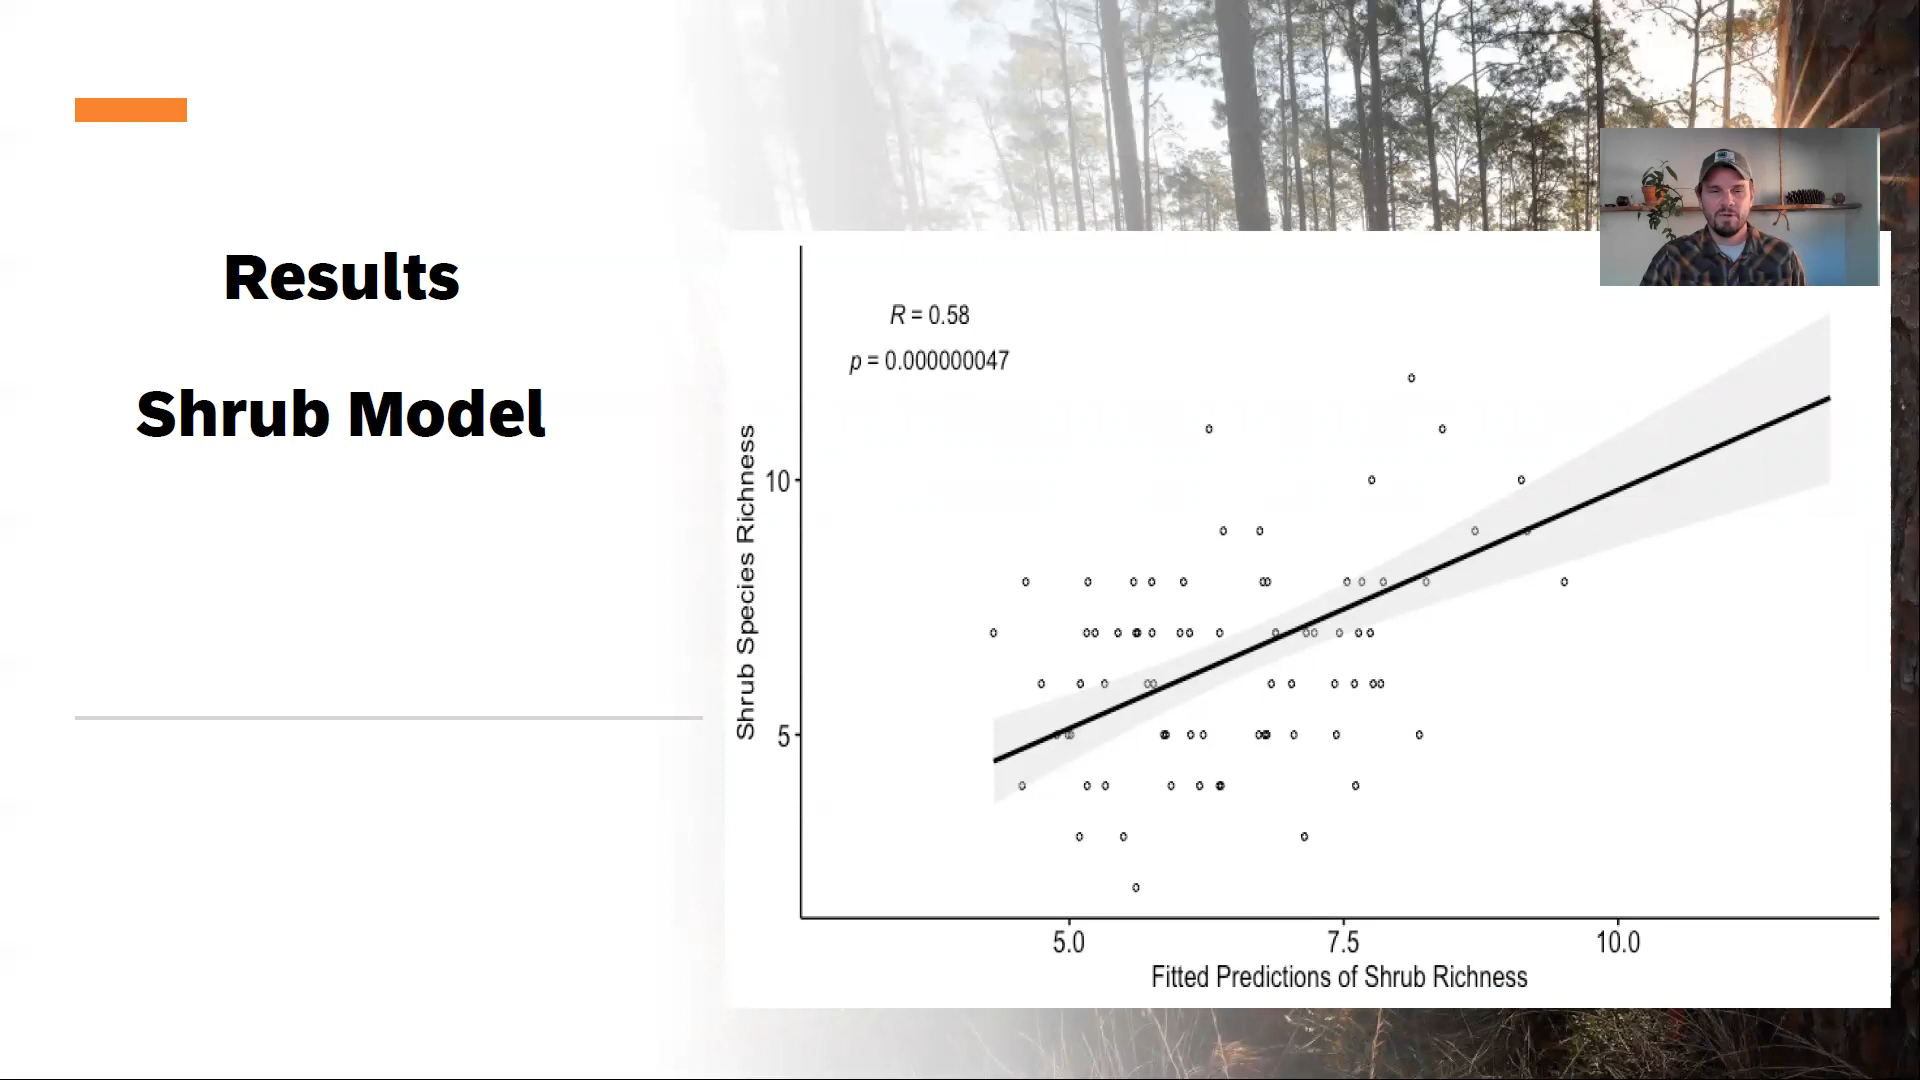 Results
Shrub Model
R = 0.58
p = 0.000000047
Shrub Species Richness
10
5
5.0
7.5
10.0
Fitted Predictions of Shrub Richness